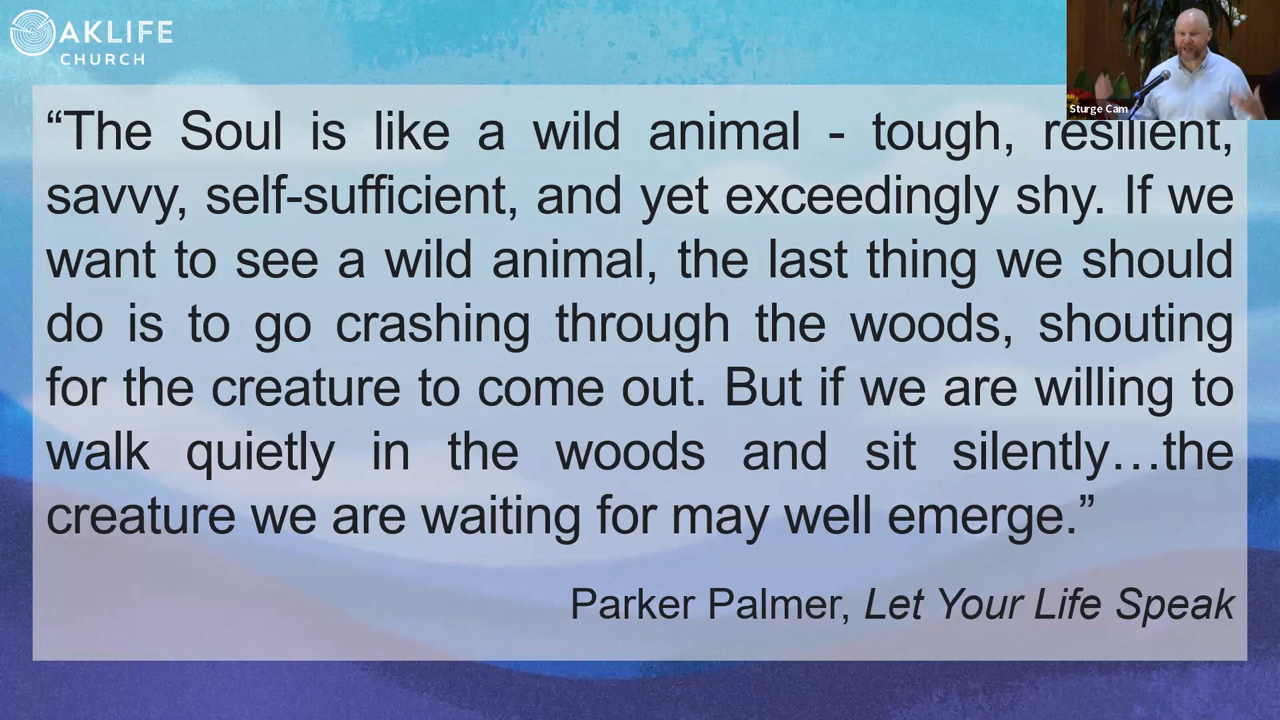 AKLIFE
CHURCH
Sturge Cam
“The Soul is like a wild animal - tough, resilient,
savvy, self-sufficient, and yet exceedingly shy. If we
want to see a wild animal, the last thing we should
do is to go crashing through the woods, shouting
for the creature to come out. But if we are willing to
walk quietly in the woods and sit silently…the
creature we are waiting for may well emerge.”
Parker Palmer, Let Your Life Speak